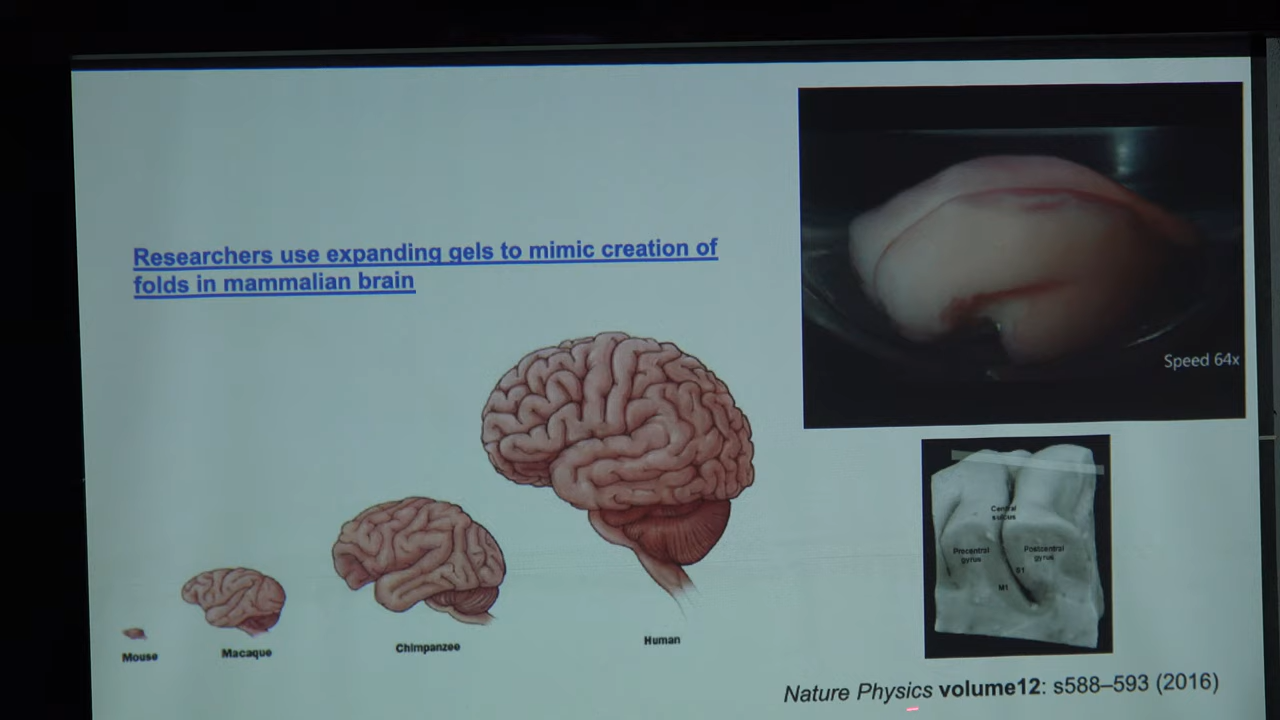 Researchers use expanding gels to mimic creation of
folds in mammalian brain
Speed 64x
Central
sulcus
Precentral
gyrus
Postcentral
gyrus
S1
M1
Mouse
Macaque
Chimpanzee
Human
Nature Physics volume12: s588–593 (2016)